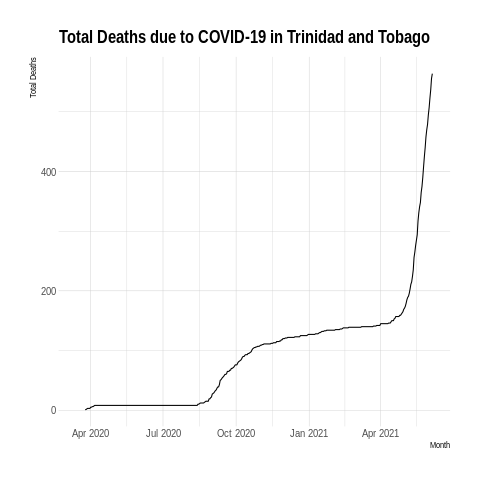 Total Deaths due to COVID-19 in Trinidad and Tobago
Total Deaths
400
200
0
Apr 2020 Jul 2020 Oct 2020 Jan 2021 Apr 2021
Month